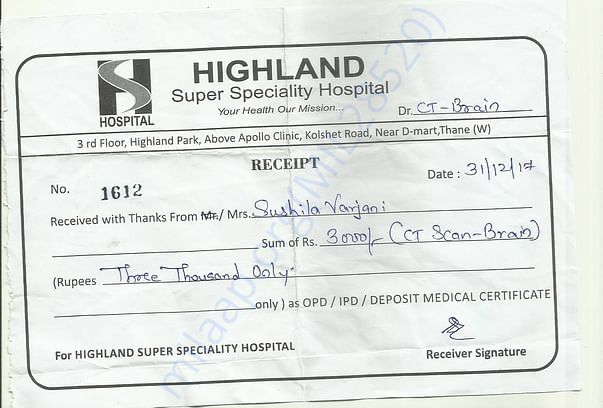 HIGHLAND
Super Speciality Hospital
Your Health Our Mission...
HOSPITAL
Dr. CT-Brain
3 rd Floor, Highland Park, Above Apollo Clinic, Kolshet Road, Near D-mart,Thane (W)
RECEIPT
No. 1612
Date : 31/12/17
Received with Thanks From Mr./ Mrs. Sushila Varjani
Sum of Rs. 3000/- (CT Scan-Brain)
(Rupees Three Thousand Only.
only ) as OPD / IPD / DEPOSIT MEDICAL CERTIFICATE
For HIGHLAND SUPER SPECIALITY HOSPITAL
Receiver Signature